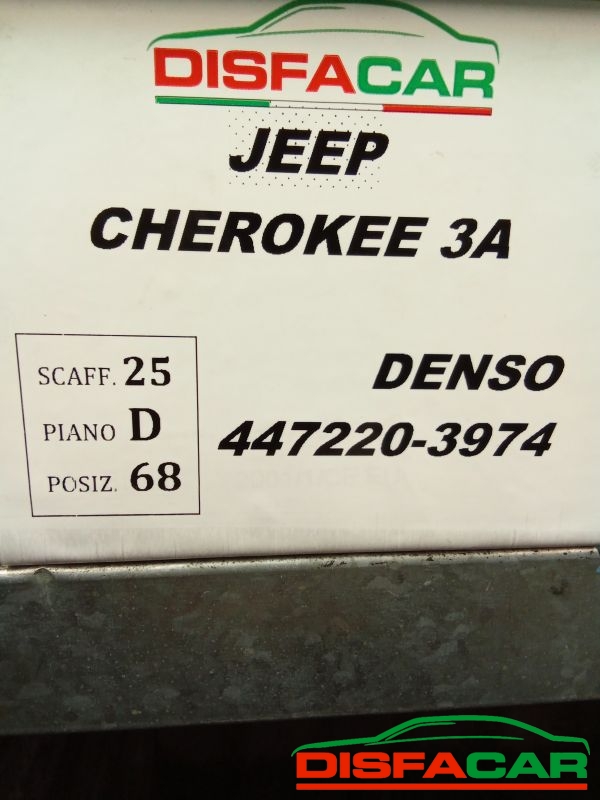 DISFACAR
JEEP
CHEROKEE 3A
SCAFF. 25
PIANO D
POSIZ. 68
DENSO
447220-3974
DISFACAR